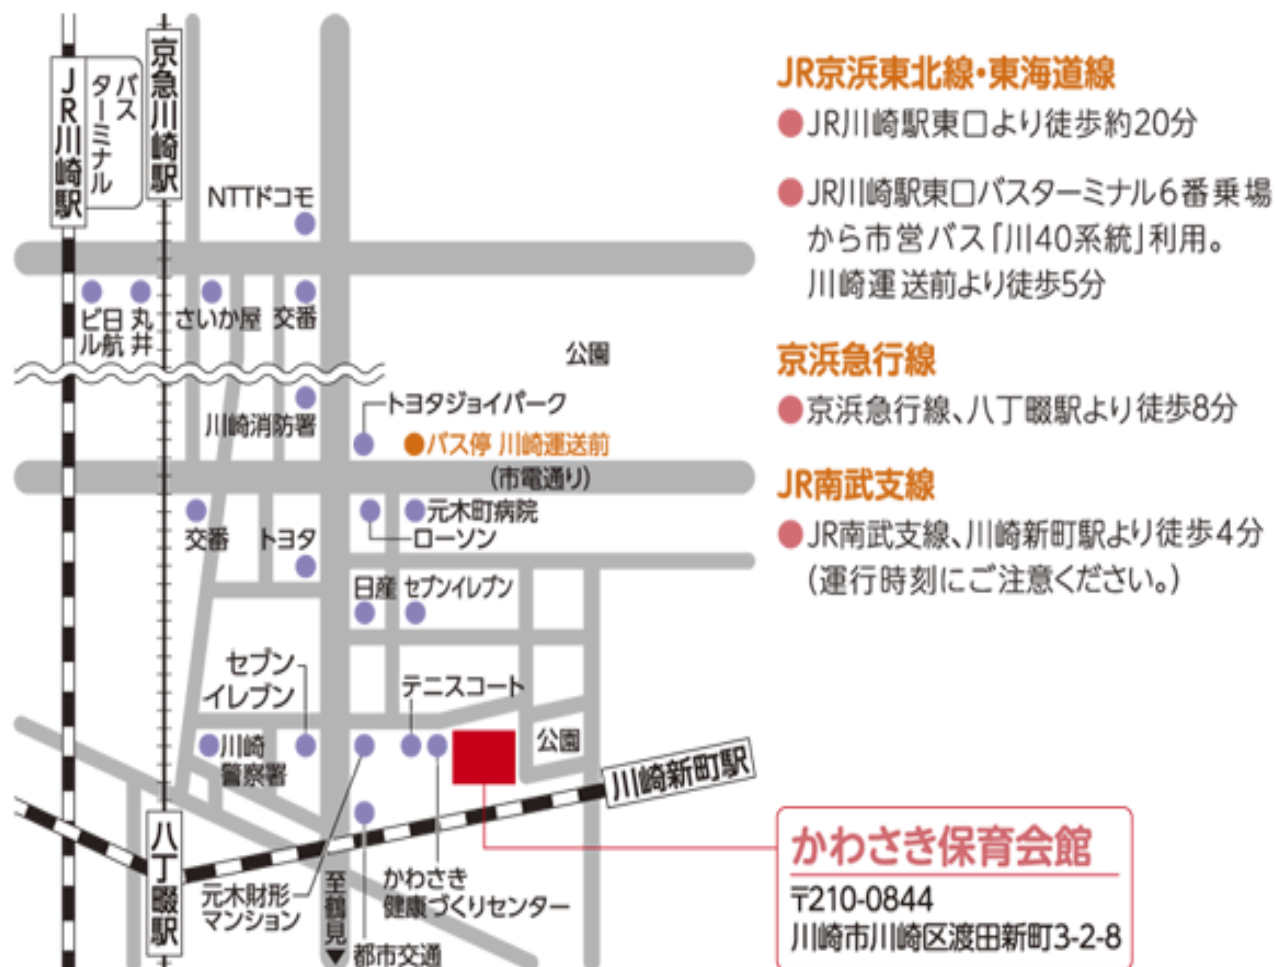 JR川崎駅
バス
ターミナル
京急川崎駅
NTTドコモ
日航
ビル
丸井
さいか屋
交番
公園
川崎消防署
トヨタジョイパーク
バス停 川崎運送前
(市電通り)
交番
トヨタ
元木町病院
ローソン
日産
セブンイレブン
セブン
イレブン
テニスコート
川崎
警察署
公園
川崎新町駅
八丁畷駅
元木財形
マンション
至鶴見
かわさき
健康づくりセンター
都市交通
JR京浜東北線・東海道線
JR川崎駅東口より徒歩約20分
JR川崎駅東口バスターミナル6番乗場
から市営バス「川40系統」利用。
川崎運送前より徒歩5分
京浜急行線
京浜急行線、八丁畷駅より徒歩8分
JR南武支線
JR南武支線、川崎新町駅より徒歩4分
(運行時刻にご注意ください。)
かわさき保育会館
〒210-0844
川崎市川崎区渡田新町3-2-8